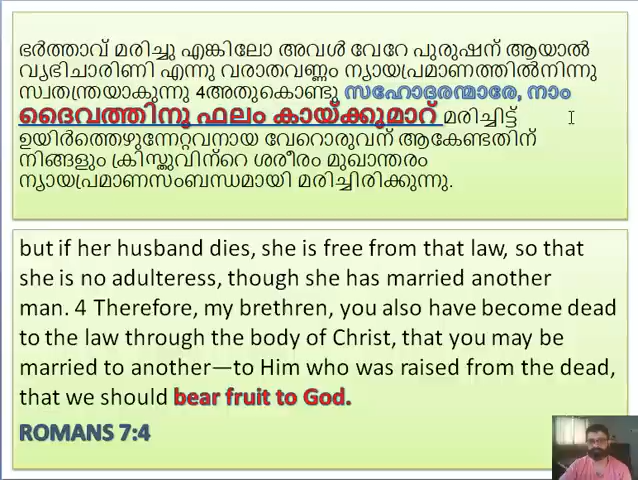 ഭർത്താവ് മരിച്ചു എങ്കിലോ അവൾ വേറേ പുരുഷന് ആയാൽ
വ്യഭിചാരിണി എന്നു വരാതവണ്ണം ന്യായപ്രമാണത്തിൽനിന്നു
സ്വതന്ത്രയാകുന്നു 4അതുകൊണ്ടു സഹോദരന്മാരേ, നാം
ദൈവത്തിനു ഫലം കായ്ക്കുമാറ് മരിച്ചിട്ട്
ഉയിർത്തെഴുന്നേറ്റവനായ വേറൊരുവന് ആകേണ്ടതിന്
നിങ്ങളും ക്രിസ്തുവിന്റെ ശരീരം മുഖാന്തരം
ന്യായപ്രമാണസംബന്ധമായി മരിച്ചിരിക്കുന്നു.
but if her husband dies, she is free from that law, so that
she is no adulteress, though she has married another
man. 4 Therefore, my brethren, you also have become dead
to the law through the body of Christ, that you may be
married to another—to Him who was raised from the dead,
that we should bear fruit to God.
ROMANS 7:4